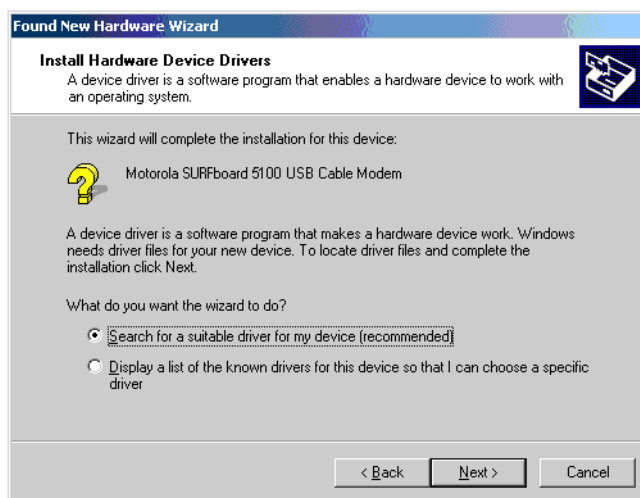 Found New Hardware Wizard
Install Hardware Device Drivers
A device driver is a software program that enables a hardware device to work with
an operating system.
This wizard will complete the installation for this device:
Motorola SURFboard 5100 USB Cable Modem
A device driver is a software program that makes a hardware device work. Windows
needs driver files for your new device. To locate driver files and complete the
installation click Next.
What do you want the wizard to do?
Search for a suitable driver for my device (recommended)
Display a list of the known drivers for this device so that I can choose a specific
driver
< Back
Next >
Cancel